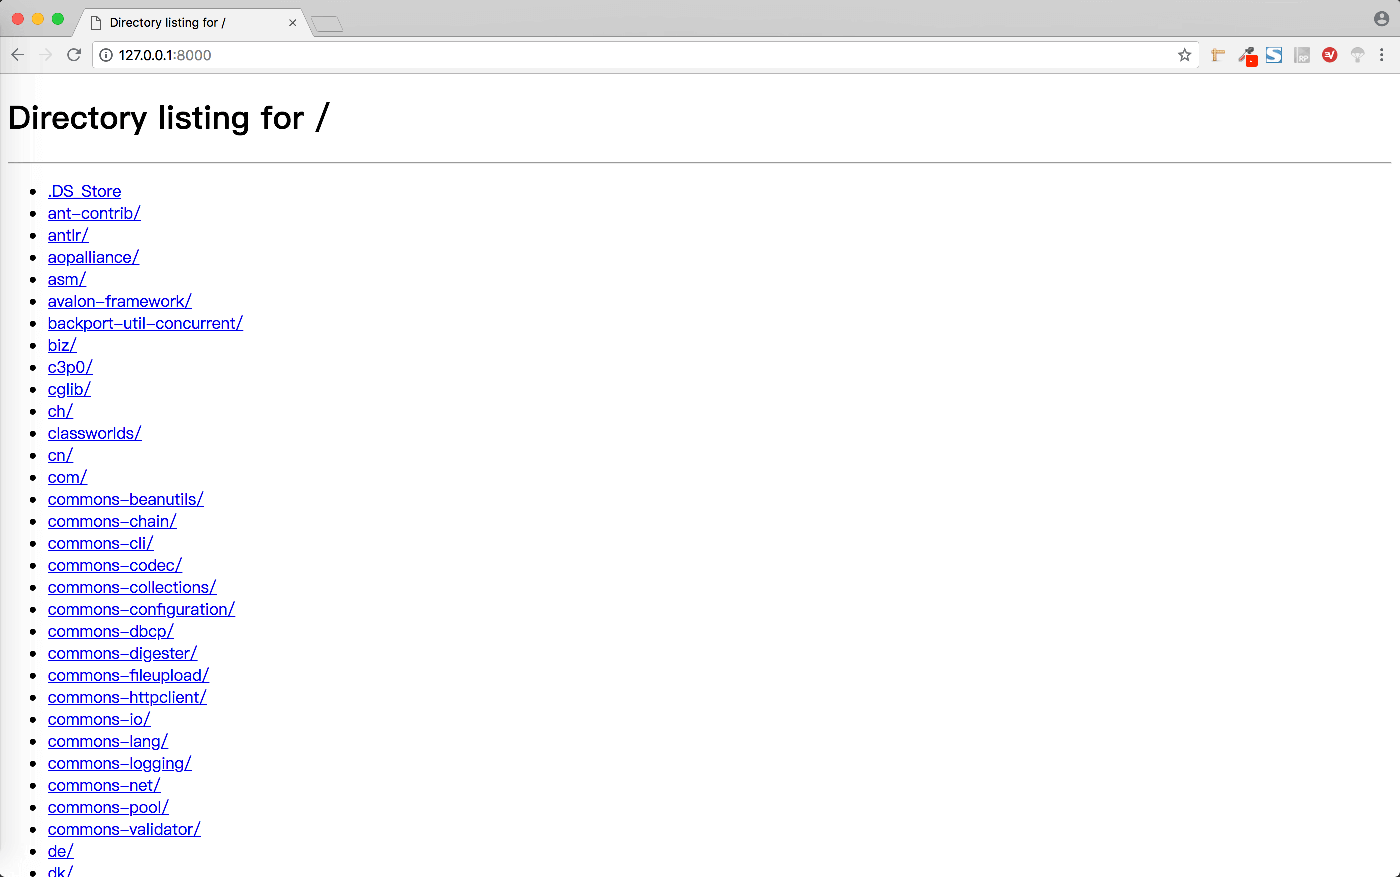 Directory listing for /
127.0.0.1:8000
Directory listing for /
.DS_Store
ant-contrib/
antlr/
aopalliance/
asm/
avalon-framework/
backport-util-concurrent/
biz/
c3p0/
cglib/
ch/
classworlds/
cn/
com/
commons-beanutils/
commons-chain/
commons-cli/
commons-codec/
commons-collections/
commons-configuration/
commons-dbcp/
commons-digester/
commons-fileupload/
commons-httpclient/
commons-io/
commons-lang/
commons-logging/
commons-net/
commons-pool/
commons-validator/
de/
dk/